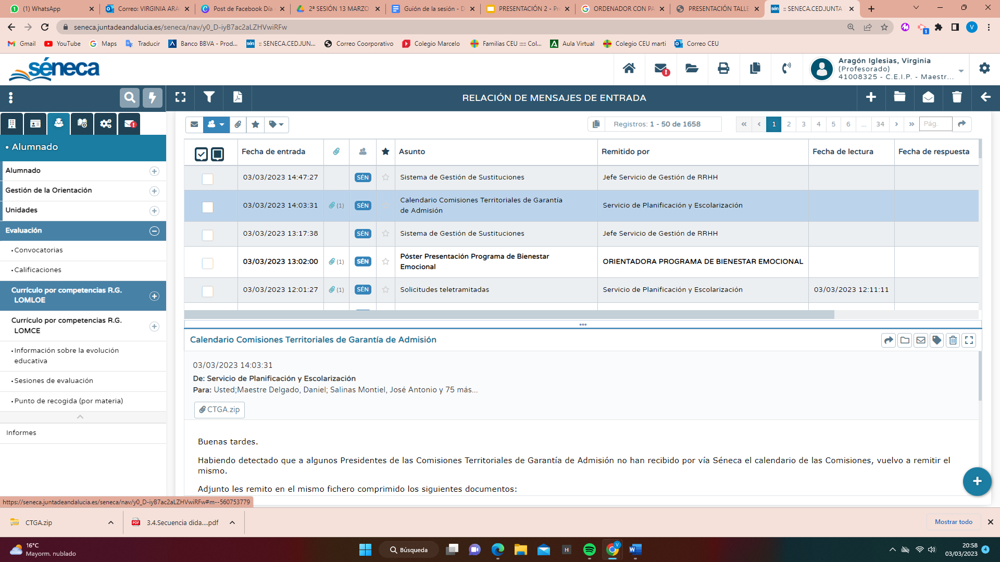 (1) WhatsApp
Correo: VIRGINIA ARA
Post de Facebook Día
2ª SESIÓN 13 MARZO
Guión de la sesión - D
PRESENTACIÓN 2 - Pr
ORDENADOR CON PA
PRESENTACIÓN TALLE
sén :: SENECA.CED.JUNTA
seneca.juntadeandalucia.es/seneca/nav/y0_D-iyB7ac2aLZHVwiRFw
V
1
Gmail
YouTube
Maps
Traducir
Banco BBVA - Prod...
sén :: SENECA.CED.JUN...
Correo Coorporativo
Colegio Marcelo
Familias CEU ::::: Col...
Aula Virtual
Colegio CEU marti
Correo CEU
séneca
Aragón Iglesias, Virginia
(Profesorado)
41008325 - C.E.I.P. - Maestr...
RELACIÓN DE MENSAJES DE ENTRADA
• Alumnado
Alumnado
Gestión de la Orientación
Unidades
Evaluación
• Convocatorias
• Calificaciones
Currículo por competencias R.G.
LOMLOE
Currículo por competencias R.G.
LOMCE
• Información sobre la evolución
educativa
• Sesiones de evaluación
• Punto de recogida (por materia)
Informes
Registros: 1 - 50 de 1658
« ‹ 1 2 3 4 5 6 ... 34 › » Pág.
Fecha de entrada Asunto Remitido por Fecha de lectura Fecha de respuesta
03/03/2023 14:47:27 SÉN Sistema de Gestión de Sustituciones Jefe Servicio de Gestión de RRHH
03/03/2023 14:03:31 (1) SÉN Calendario Comisiones Territoriales de Garantía
de Admisión Servicio de Planificación y Escolarización
03/03/2023 13:17:38 SÉN Sistema de Gestión de Sustituciones Jefe Servicio de Gestión de RRHH
03/03/2023 13:02:00 (1) SÉN Póster Presentación Programa de Bienestar
Emocional ORIENTADORA PROGRAMA DE BIENESTAR EMOCIONAL
03/03/2023 12:01:27 (1) SÉN Solicitudes teletramitadas Servicio de Planificación y Escolarización 03/03/2023 12:11:11
Calendario Comisiones Territoriales de Garantía de Admisión
03/03/2023 14:03:31
De: Servicio de Planificación y Escolarización
Para: Usted;Maestre Delgado, Daniel; Salinas Montiel, José Antonio y 75 más...
CTGA.zip
Buenas tardes.
Habiendo detectado que a algunos Presidentes de las Comisiones Territoriales de Garantía de Admisión no han recibido por vía Séneca el calendario de las Comisiones, vuelvo a remitir el
mismo.
Adjunto les remito en el mismo fichero comprimido los siguientes documentos:
https://seneca.juntadeandalucia.es/seneca/nav/y0_D-iyB7ac2aLZHVwiRFw#m--560753779
CTGA.zip
PDF 3.4.Secuencia dida....pdf
Mostrar todo
16°C
Mayorm. nublado
Búsqueda
H
V
20:58
03/03/2023
4